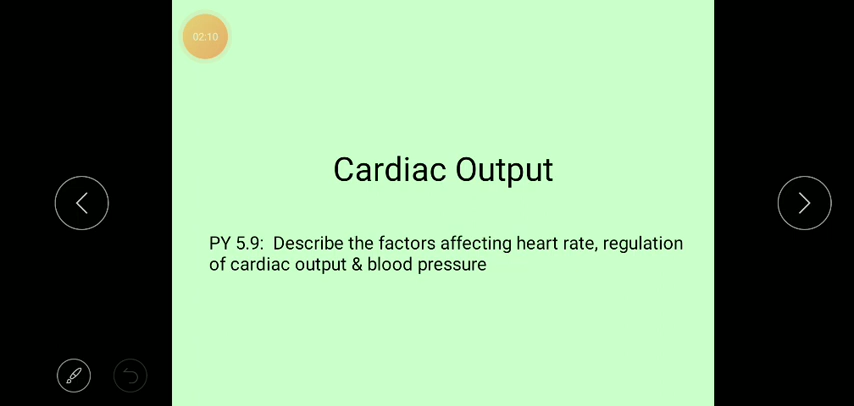 02:10
Cardiac Output
PY 5.9: Describe the factors affecting heart rate, regulation
of cardiac output & blood pressure